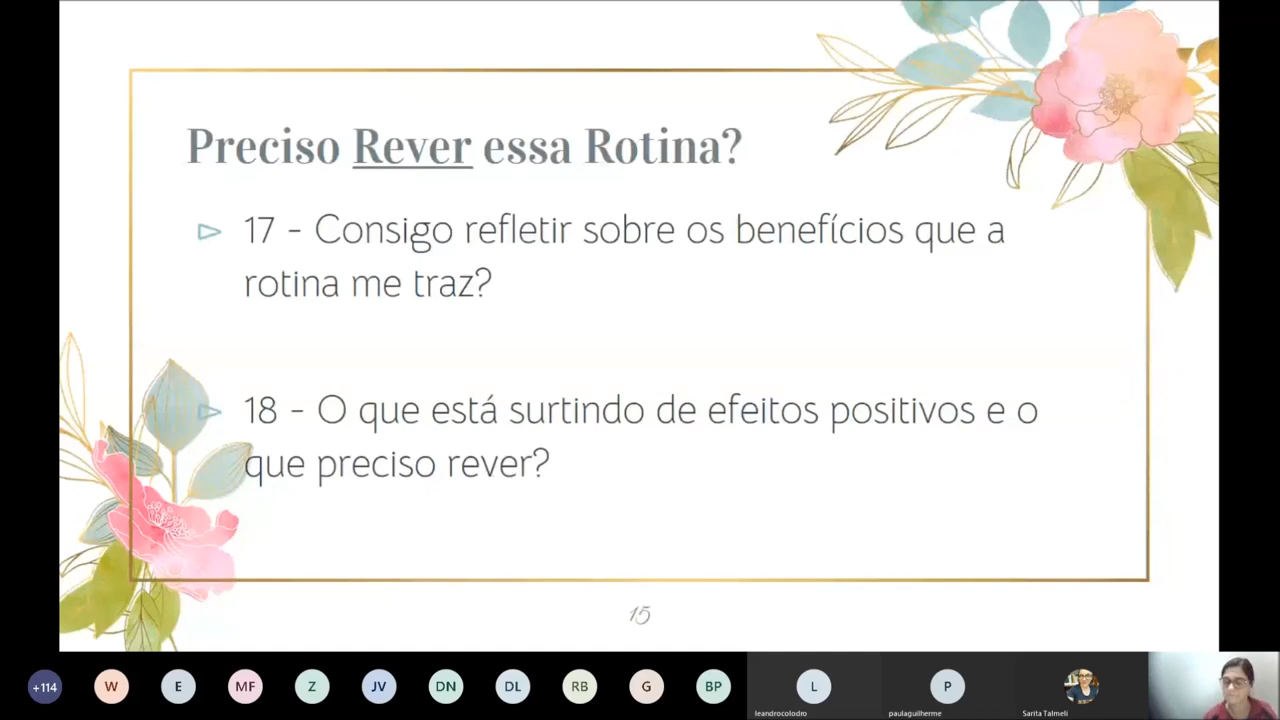 Preciso Rever essa Rotina?
17 - Consigo refletir sobre os benefícios que a
rotina me traz?
18 - O que está surtindo de efeitos positivos e o
que preciso rever?
15
+114
W
E
MF
Z
JV
DN
DL
RB
G
BP
L
P
leandrocolodro
paulaguilherme
Sarita Talmeli